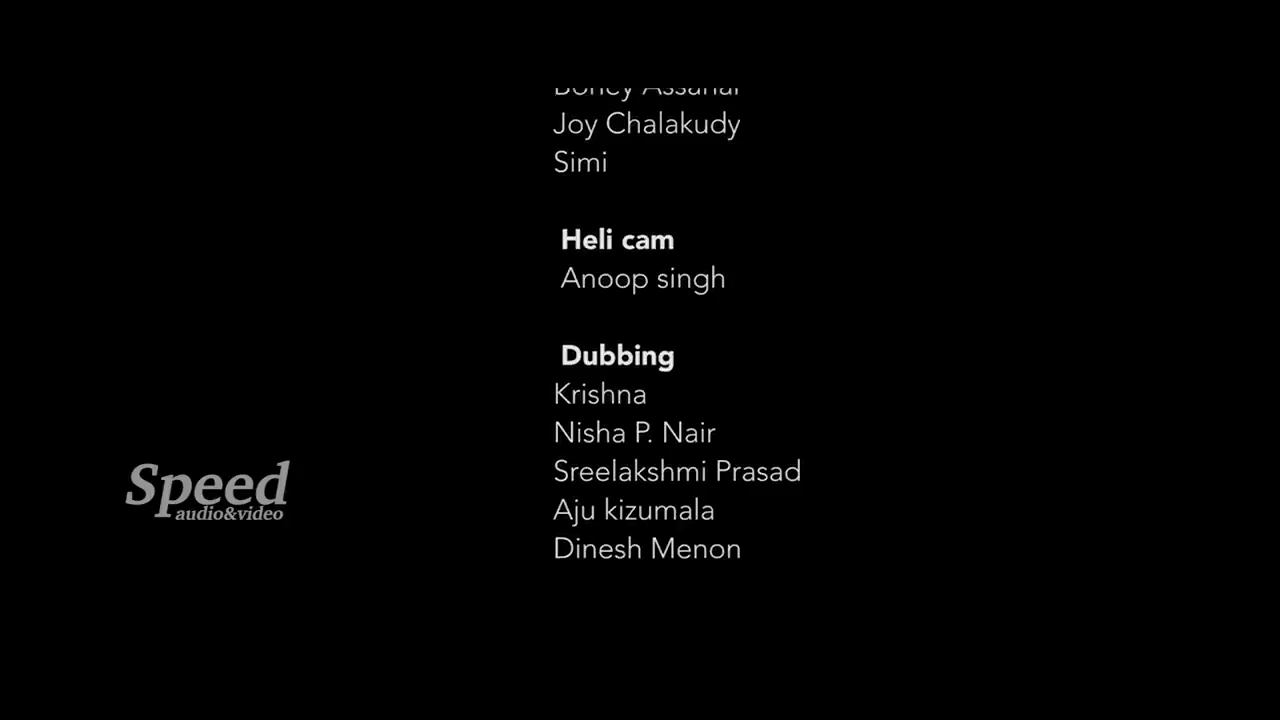 Joy Chalakudy
Simi
Heli cam
Anoop singh
Dubbing
Krishna
Nisha P. Nair
Sreelakshmi Prasad
Aju kizumala
Dinesh Menon
Speed
audio&video